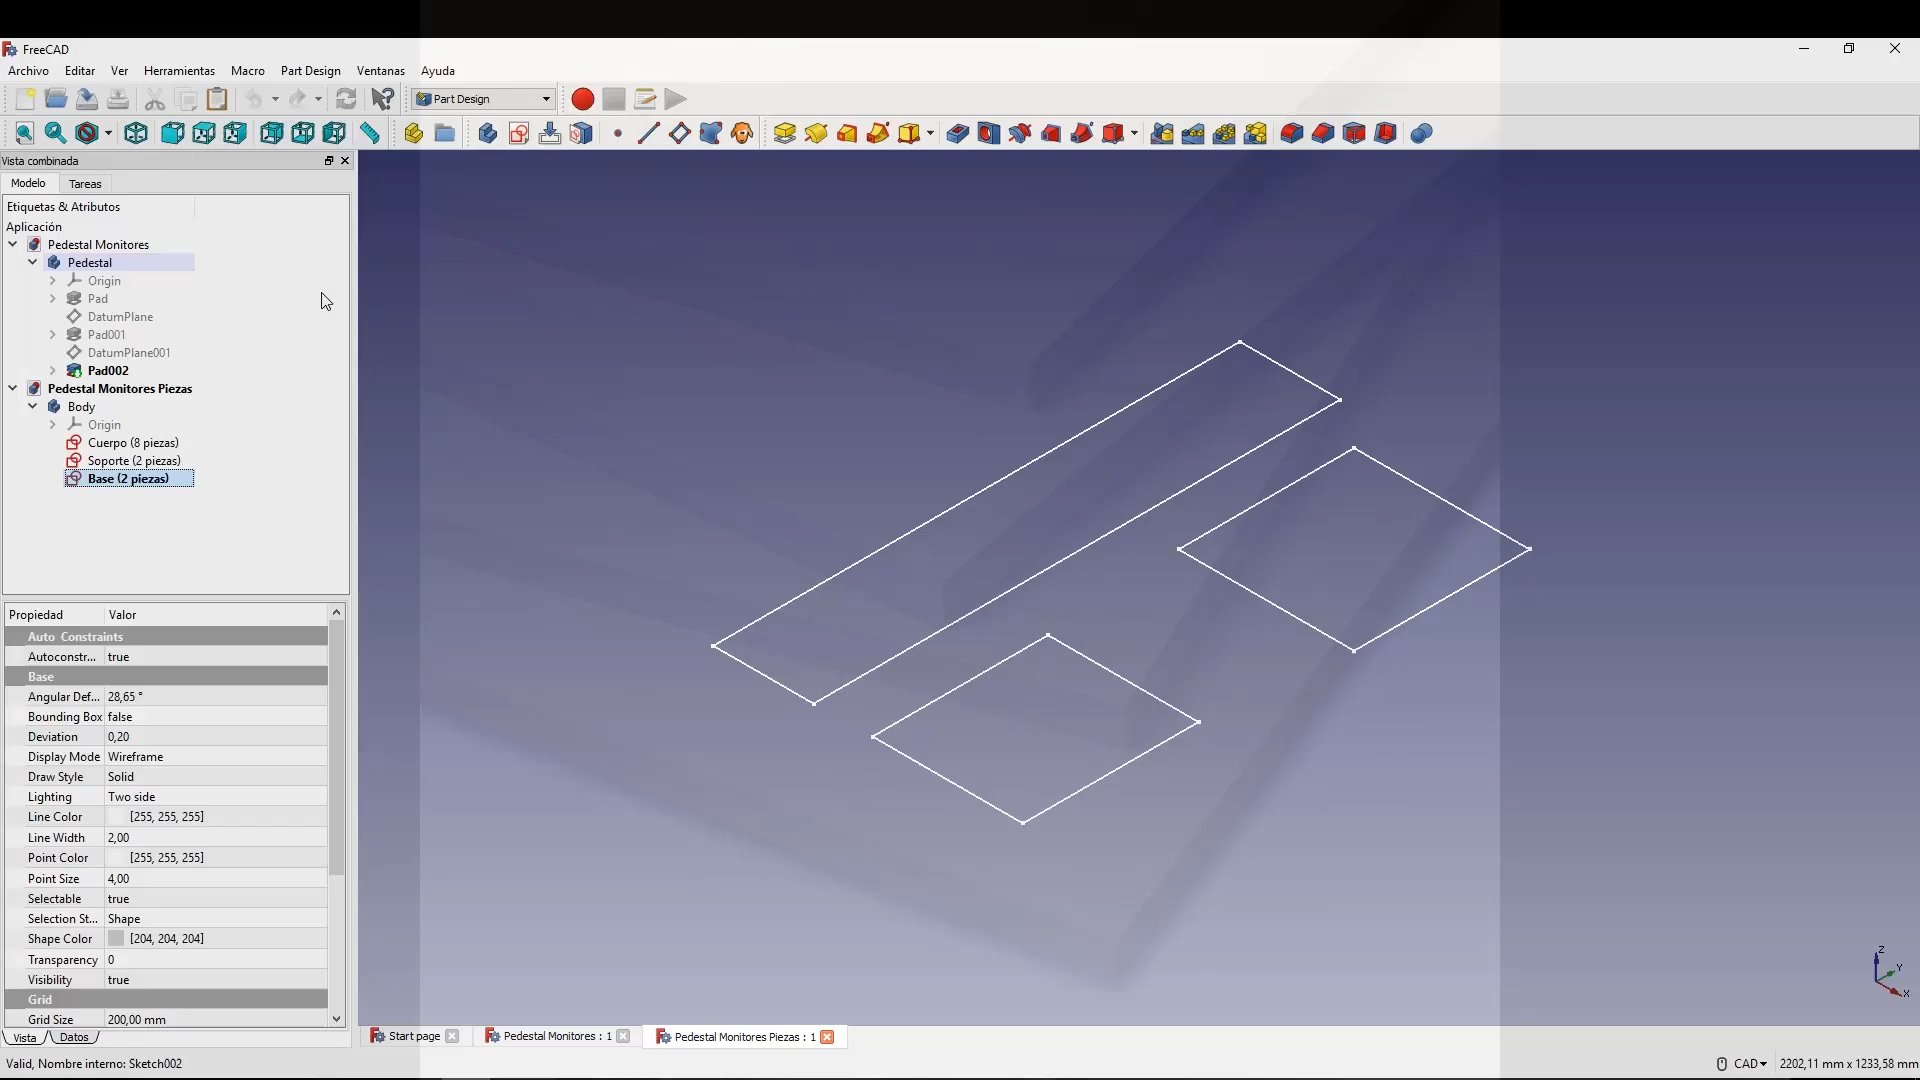 FreeCAD
Archivo Editar Ver Herramientas Macro Part Design Ventanas Ayuda
Part Design
Vista combinada
Modelo Tareas
Etiquetas & Atributos
Aplicación
Pedestal Monitores
Pedestal
Origin
Pad
DatumPlane
Pad001
DatumPlane001
Pad002
Pedestal Monitores Piezas
Body
Origin
Cuerpo (8 piezas)
Soporte (2 piezas)
Base (2 piezas)
Propiedad Valor
Auto Constraints
Autoconstr... true
Base
Angular Def... 28,65 °
Bounding Box false
Deviation 0,20
Display Mode Wireframe
Draw Style Solid
Lighting Two side
Line Color [255, 255, 255]
Line Width 2,00
Point Color [255, 255, 255]
Point Size 4,00
Selectable true
Selection St... Shape
Shape Color [204, 204, 204]
Transparency 0
Visibility true
Grid
Grid Size 200,00 mm
Vista Datos
Start page Pedestal Monitores : 1 Pedestal Monitores Piezas : 1
Z
Y
X
Valid, Nombre interno: Sketch002 CAD 2202,11 mm x 1233,58 mm